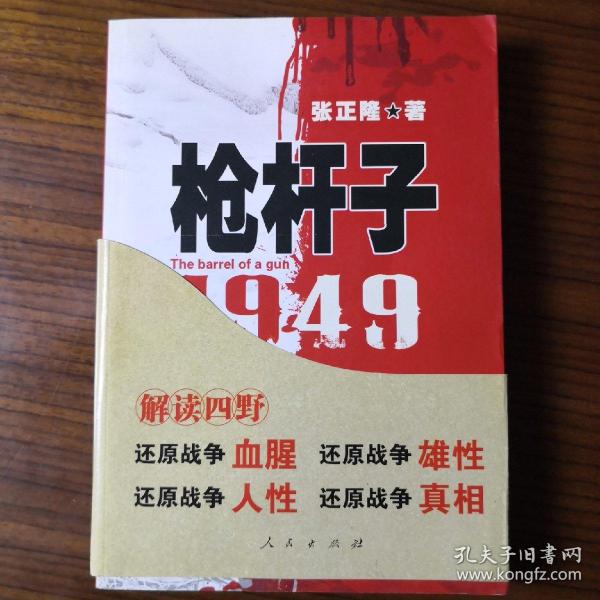 张正隆★著
枪杆子
The barrel of a gun
1949
解读四野
还原战争 血腥 还原战争 雄性
还原战争 人性 还原战争 真相
人民出版社
孔夫子旧书网
www.kongfz.com